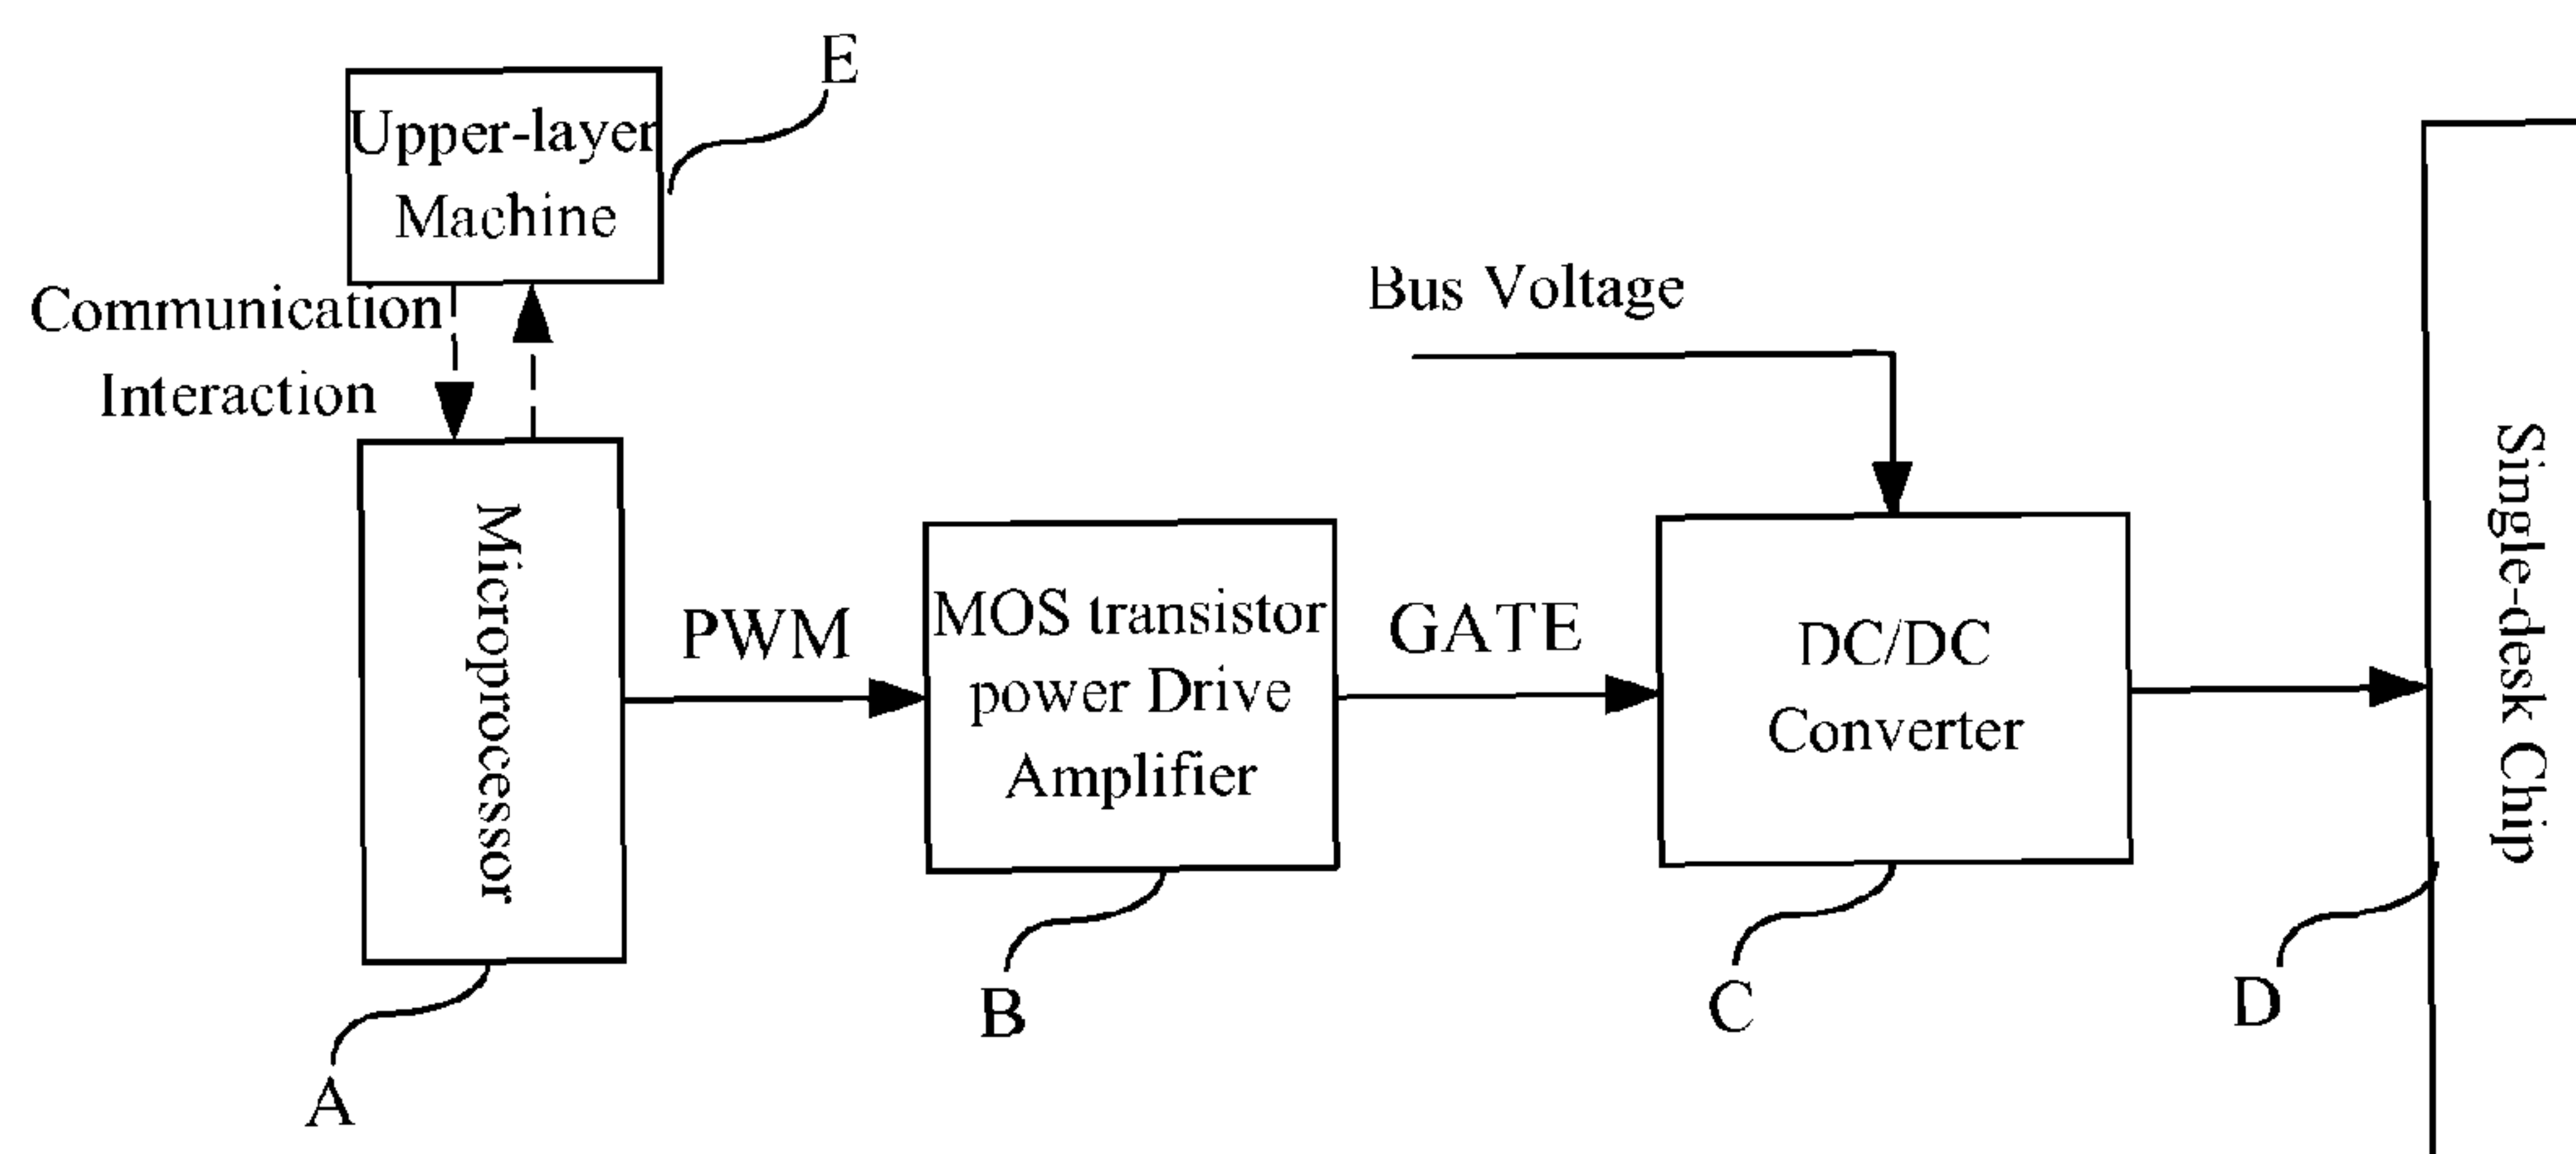 E
Upper-layer
Machine
Communication
Interaction
Bus Voltage
Microprocessor
PWM
MOS transistor
power Drive
Amplifier
GATE
DC/DC
Converter
Single-desk Chip
A
B
C
D